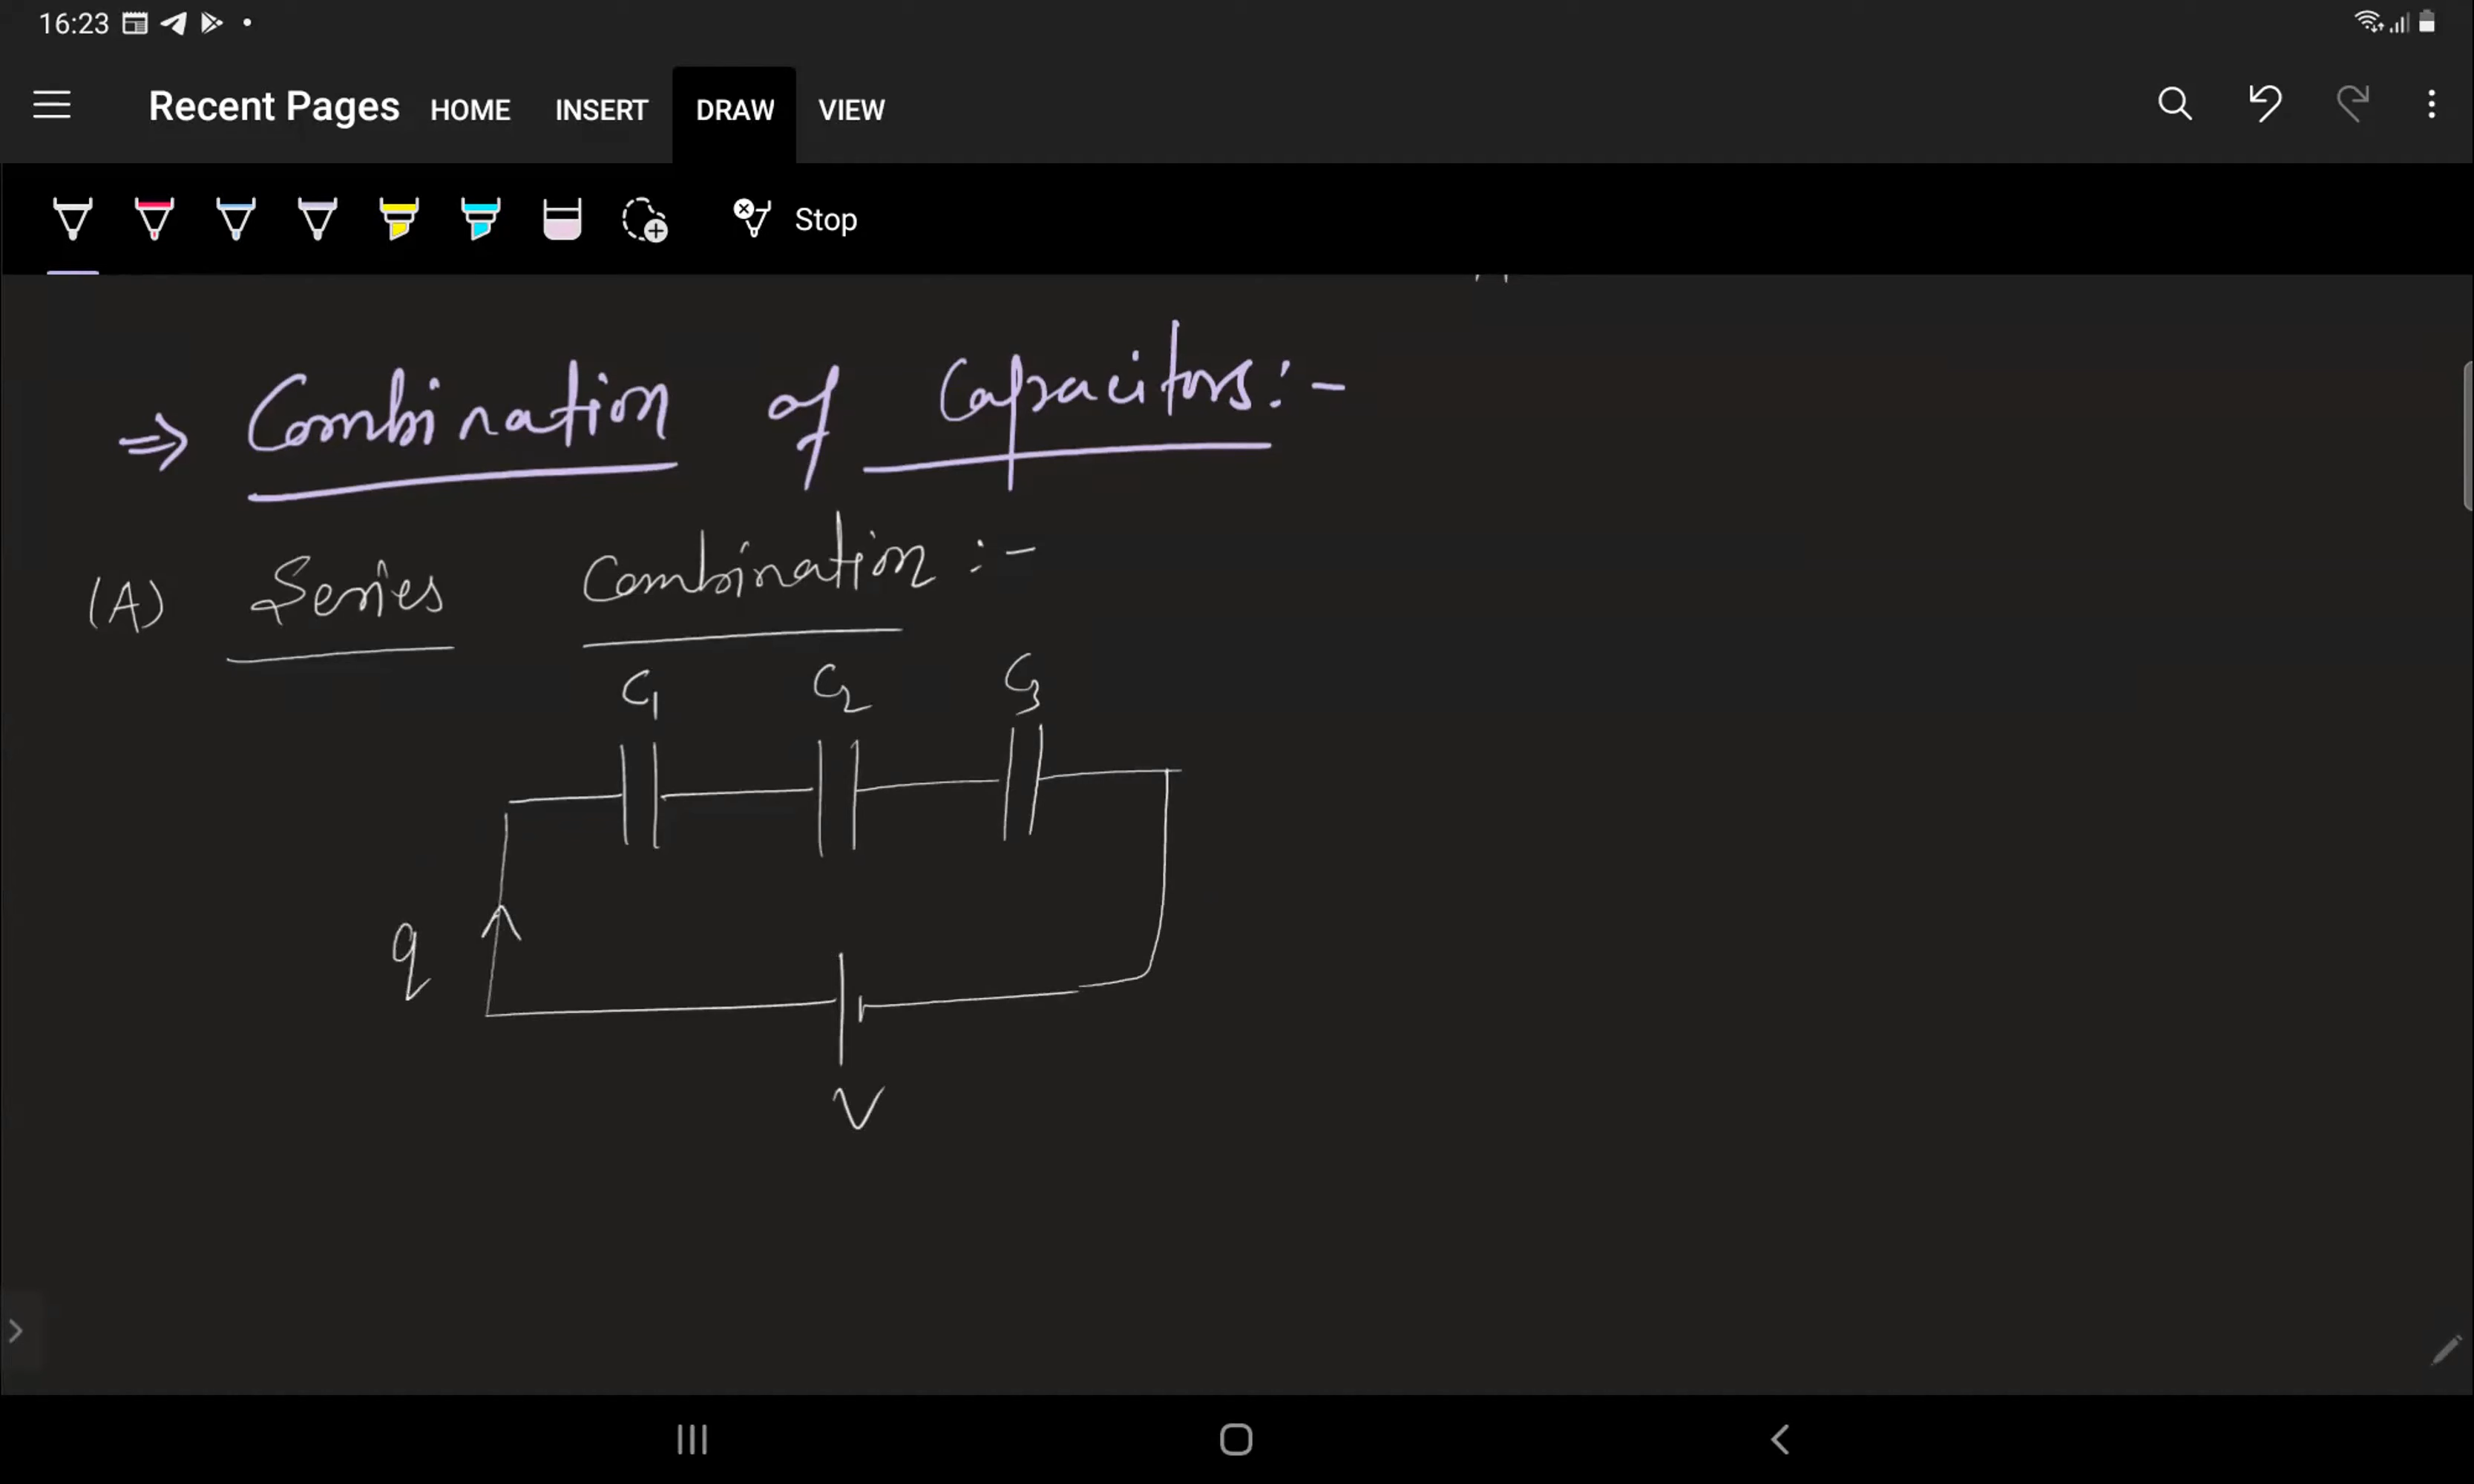 16:23
Recent Pages HOME INSERT DRAW VIEW
Stop
⇒ Combination of Capacitors:-
(A) Series Combination :-
C₁ C₂ C₃
q
V